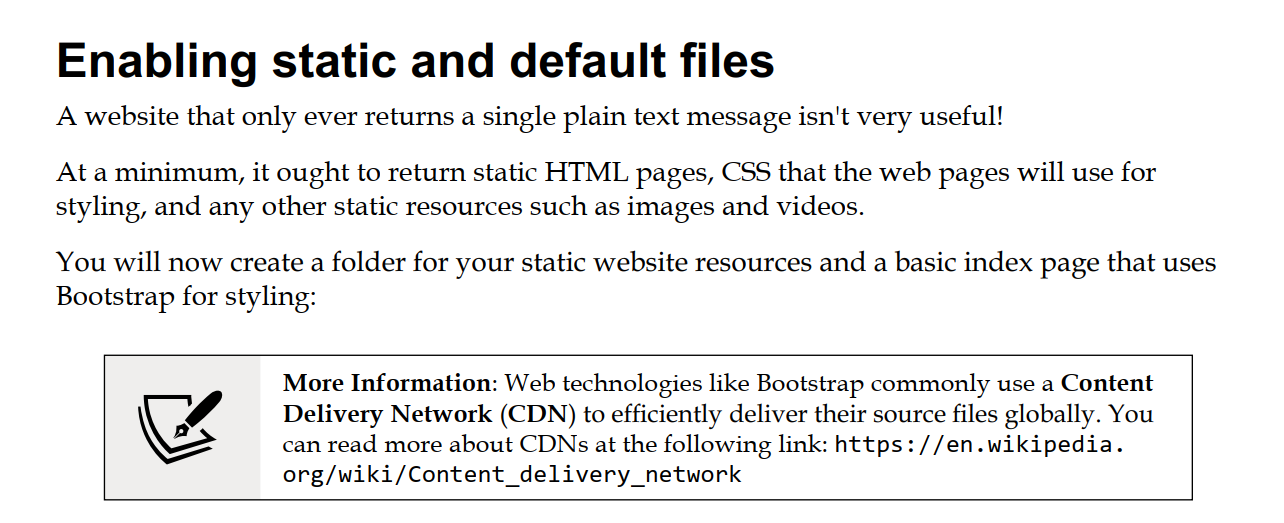 Enabling static and default files
A website that only ever returns a single plain text message isn't very useful!
At a minimum, it ought to return static HTML pages, CSS that the web pages will use for
styling, and any other static resources such as images and videos.
You will now create a folder for your static website resources and a basic index page that uses
Bootstrap for styling:
More Information: Web technologies like Bootstrap commonly use a Content
Delivery Network (CDN) to efficiently deliver their source files globally. You
can read more about CDNs at the following link: https://en.wikipedia.
org/wiki/Content_delivery_network